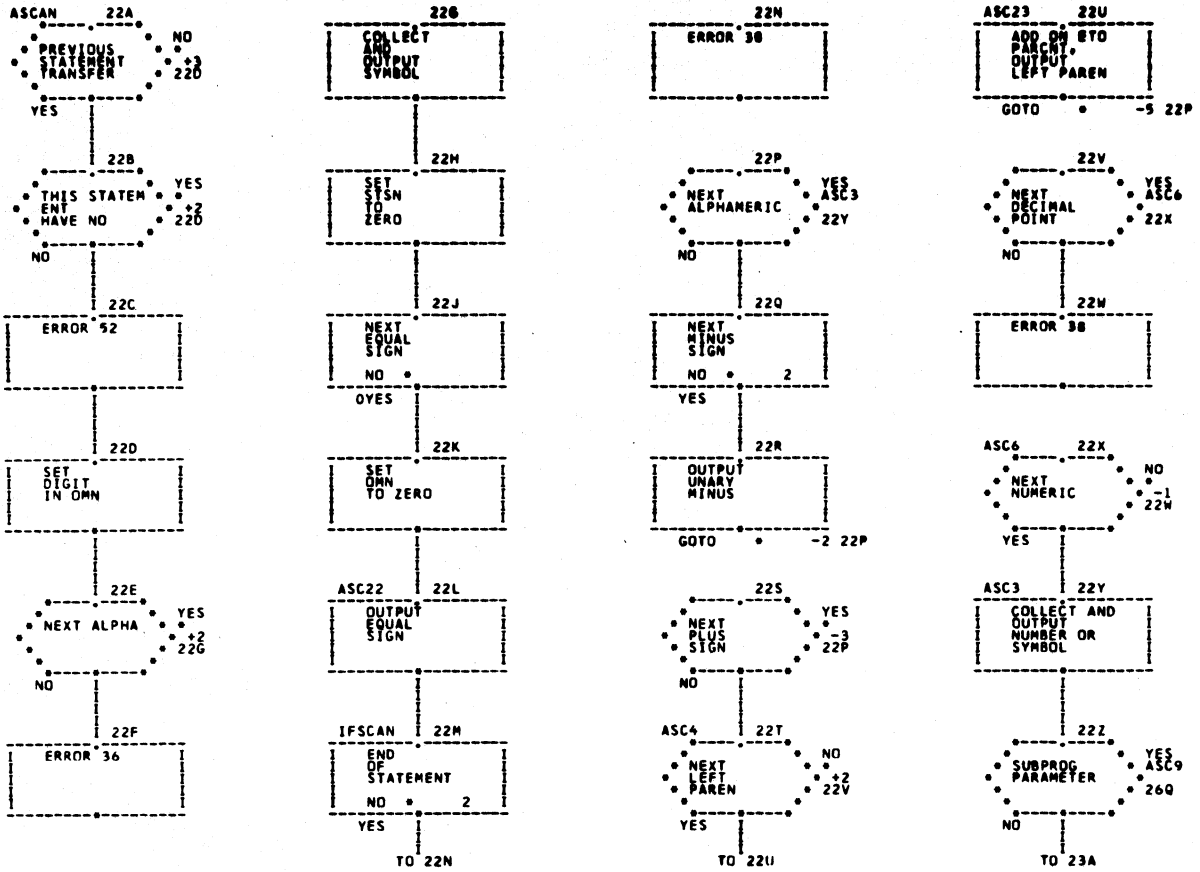 ASCAN 22A
NO
PREVIOUS
STATEMENT
TRANSFER
+3
22D
YES
22B
YES
THIS STATEM
ENT
HAVE NO
+2
22D
NO
22C
ERROR 52
22D
SET
DIGIT
IN OMN
22E
YES
NEXT ALPHA
+2
22G
NO
22F
ERROR 36
22G
COLLECT
AND
OUTPUT
SYMBOL
22H
SET
STSN
TO
ZERO
22J
NEXT
EQUAL
SIGN
NO *
0YES
22K
SET
OMN
TO ZERO
ASC22 22L
OUTPUT
EQUAL
SIGN
IFSCAN 22M
END
OF
STATEMENT
NO * 2
YES
TO 22N
22N
ERROR 38
22P
YES
NEXT
ALPHAMERIC
ASC3
22Y
NO
22Q
NEXT
MINUS
SIGN
NO * 2
YES
22R
OUTPUT
UNARY
MINUS
GOTO * -2 22P
22S
YES
NEXT
PLUS
SIGN
-3
22P
NO
ASC4 22T
NO
NEXT
LEFT
PAREN
+2
22V
YES
TO 22U
ASC23 22U
ADD ON ETO
PARCNT,
OUTPUT
LEFT PAREN
GOTO * -5 22P
22V
YES
NEXT
DECIMAL
POINT
ASC6
22X
NO
22W
ERROR 38
ASC6 22X
NO
NEXT
NUMERIC
-1
22W
YES
ASC3 22Y
COLLECT AND
OUTPUT
NUMBER OR
SYMBOL
22Z
YES
SUBPROG
PARAMETER
ASC9
26Q
NO
TO 23A